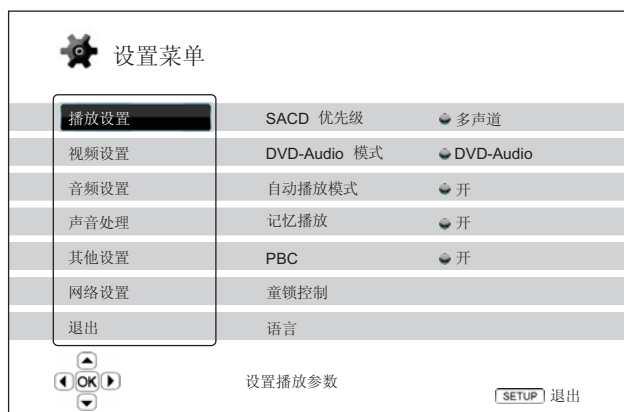 设置菜单
播放设置 SACD 优先级 多声道
视频设置 DVD-Audio 模式 DVD-Audio
音频设置 自动播放模式 开
声音处理 记忆播放 开
其他设置 PBC 开
网络设置 童锁控制
退出 语言
OK 设置播放参数 SETUP 退出